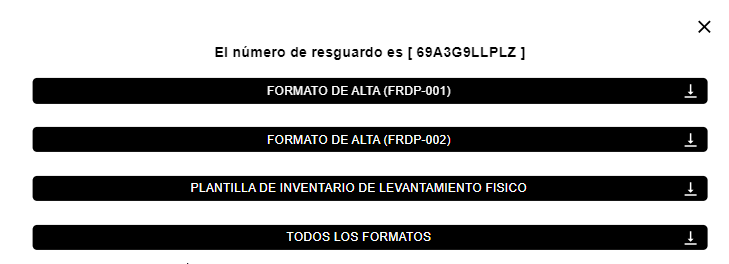 El número de resguardo es [ 69A3G9LLPLZ ]
FORMATO DE ALTA (FRDP-001)
FORMATO DE ALTA (FRDP-002)
PLANTILLA DE INVENTARIO DE LEVANTAMIENTO FISICO
TODOS LOS FORMATOS